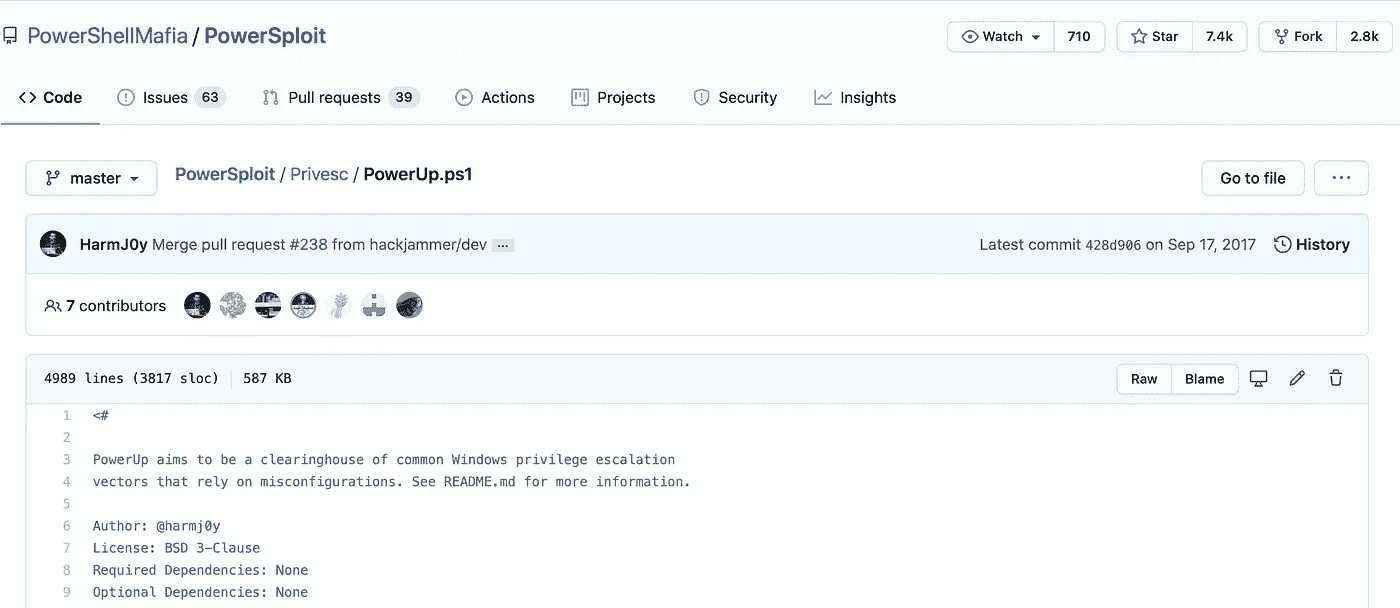 PowerShellMafia / PowerSploit
Watch 710 Star 7.4k Fork 2.8k
Code Issues 63 Pull requests 39 Actions Projects Security Insights
master PowerSploit / Privesc / PowerUp.ps1 Go to file ...
HarmJ0y Merge pull request #238 from hackjammer/dev ... Latest commit 428d906 on Sep 17, 2017 History
7 contributors
4989 lines (3817 sloc) 587 KB Raw Blame
1 <#
2
3 PowerUp aims to be a clearinghouse of common Windows privilege escalation
4 vectors that rely on misconfigurations. See README.md for more information.
5
6 Author: @harmj0y
7 License: BSD 3-Clause
8 Required Dependencies: None
9 Optional Dependencies: None